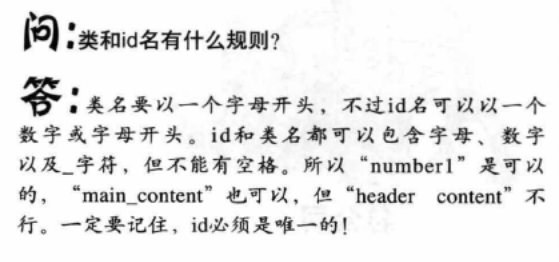 问：类和id名有什么规则？
答：类名要以一个字母开头，不过id名可以以一个
数字或字母开头。id和类名都可以包含字母、数字
以及_字符，但不能有空格。所以“number1”是可以
的，“main_content”也可以，但“header content”不
行。一定要记住，id必须是唯一的！